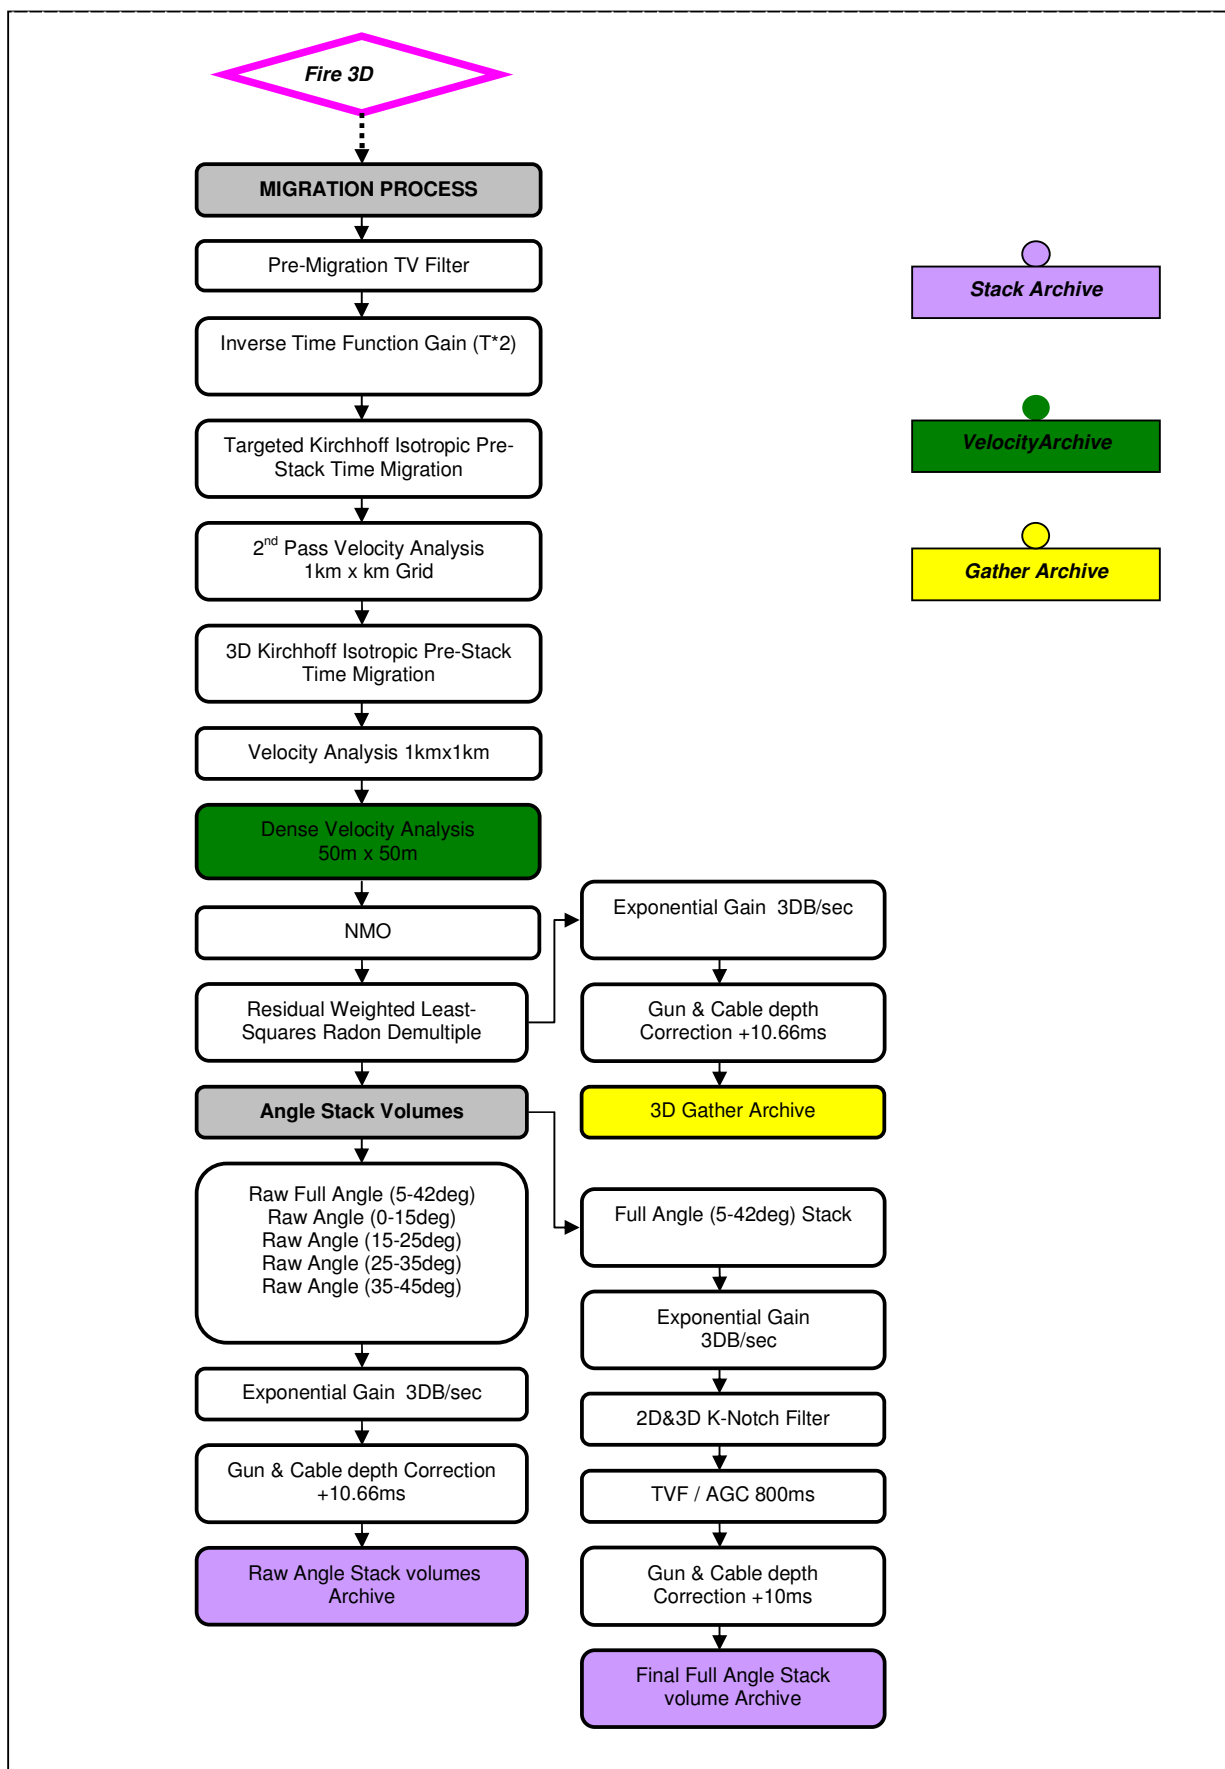 Fire 3D
MIGRATION PROCESS
Pre-Migration TV Filter
Inverse Time Function Gain (T*2)
Targeted Kirchhoff Isotropic Pre-
Stack Time Migration
2nd Pass Velocity Analysis
1km x km Grid
3D Kirchhoff Isotropic Pre-Stack
Time Migration
Velocity Analysis 1kmx1km
Dense Velocity Analysis
50m x 50m
NMO
Residual Weighted Least-
Squares Radon Demultiple
Angle Stack Volumes
Raw Full Angle (5-42deg)
Raw Angle (0-15deg)
Raw Angle (15-25deg)
Raw Angle (25-35deg)
Raw Angle (35-45deg)
Exponential Gain  3DB/sec
Gun & Cable depth Correction
+10.66ms
Raw Angle Stack volumes
Archive
Exponential Gain  3DB/sec
Gun & Cable depth
Correction +10.66ms
3D Gather Archive
Full Angle (5-42deg) Stack
Exponential Gain
3DB/sec
2D&3D K-Notch Filter
TVF / AGC 800ms
Gun & Cable depth
Correction +10ms
Final Full Angle Stack
volume Archive
Stack Archive
VelocityArchive
Gather Archive